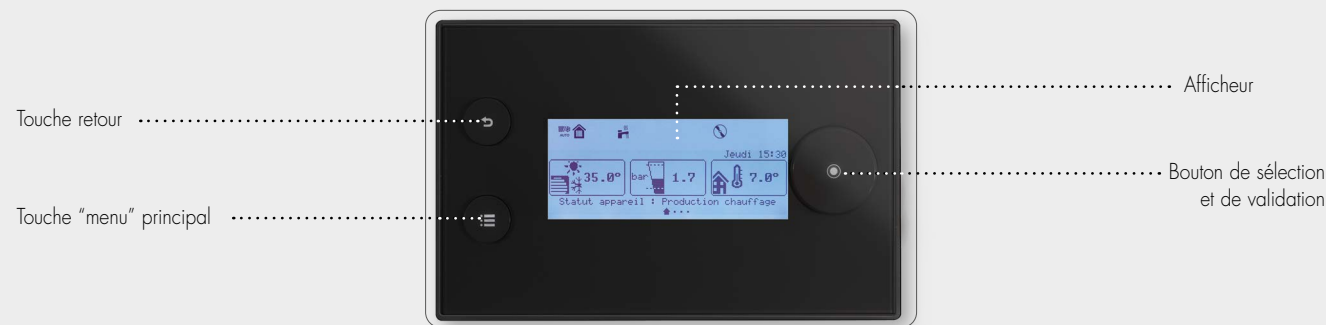 Touche retour
Touche “menu” principal
AUTO
Jeudi 15:30
35.0°
bar 1.7
7.0°
Statut appareil : Production chauffage
Afficheur
Bouton de sélection
et de validation